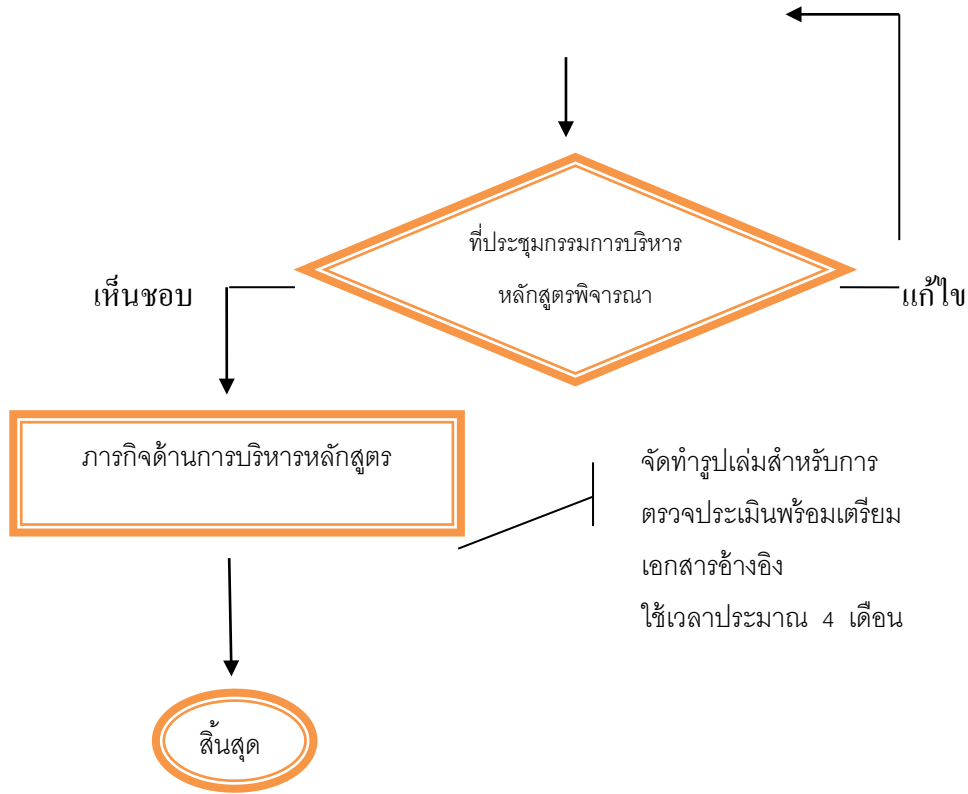 ที่ประชุมกรรมการบริหาร
หลักสูตรพิจารณา
เห็นชอบ
แก้ไข
ภารกิจด้านการบริหารหลักสูตร
จัดทำรูปเล่มสำหรับการ
ตรวจประเมินพร้อมเตรียม
เอกสารอ้างอิง
ใช้เวลาประมาณ 4 เดือน
สิ้นสุด